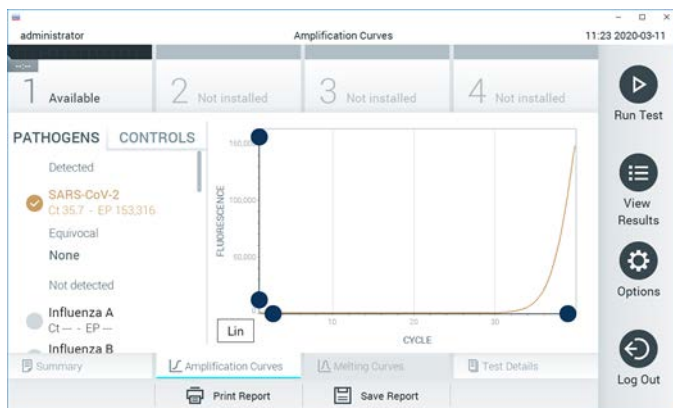 administrator
Amplification Curves
11:23 2020-03-11
--:--
1 Available
2 Not installed
3 Not installed
4 Not installed
Run Test
View
Results
Options
Log Out
PATHOGENS CONTROLS
Detected
SARS-CoV-2
Ct 35.7 - EP 153,316
Equivocal
None
Not detected
Influenza A
Ct --- - EP ---
Influenza B
FLUORESCENCE
160,000
100,000
50,000
0
10 20 30
CYCLE
Lin
Summary
Amplification Curves
Melting Curves
Test Details
Print Report
Save Report